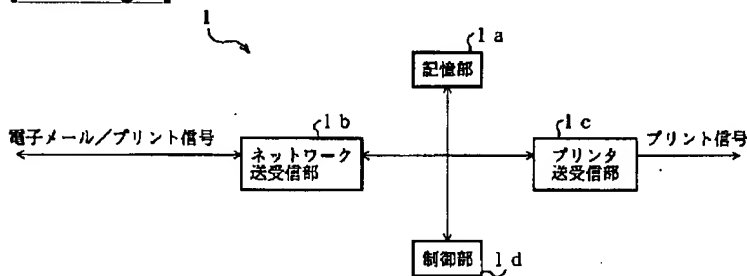 1
1a
記憶部
電子メール/プリント信号
1b
ネットワーク
送受信部
1c
プリンタ
送受信部
プリント信号
制御部
1d